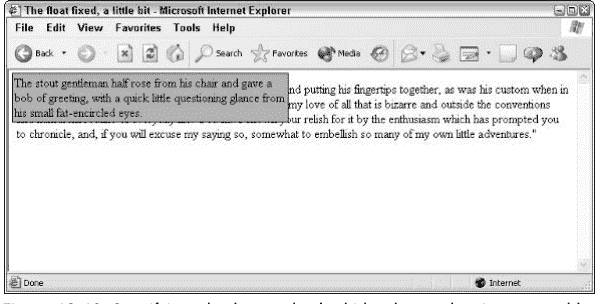 The float fixed, a little bit - Microsoft Internet Explorer
File Edit View Favorites Tools Help
Back Search Favorites Media
The stout gentleman half rose from his chair and gave a
bob of greeting, with a quick little questioning glance from
his small fat-encircled eyes.
nd putting his fingertips together, as was his custom when in
my love of all that is bizarre and outside the conventions
your relish for it by the enthusiasm which has prompted you
to chronicle, and, if you will excuse my saying so, somewhat to embellish so many of my own little adventures."
Done Internet